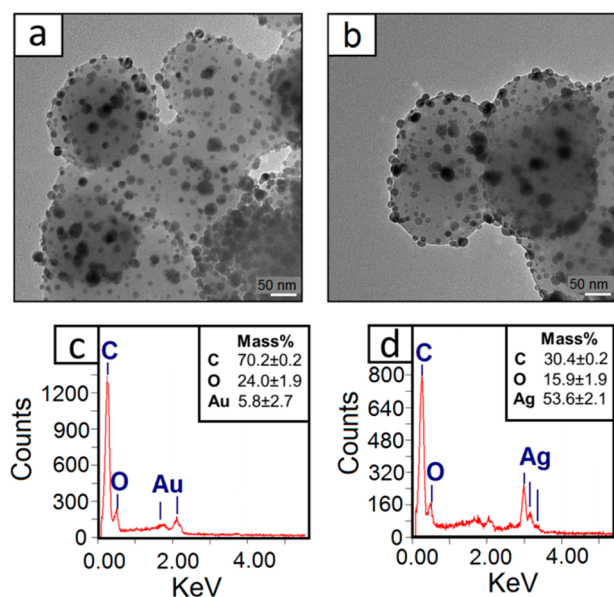 a
50 nm
b
50 nm
c
C
O
Au
Mass%
C 70.2±0.2
O 24.0±1.9
Au 5.8±2.7
1200
900
600
300
0
Counts
0.00 2.00 4.00
KeV
d
C
O
Ag
Mass%
C 30.4±0.2
O 15.9±1.9
Ag 53.6±2.1
800
640
480
320
160
0
Counts
0.00 2.00 4.00
KeV